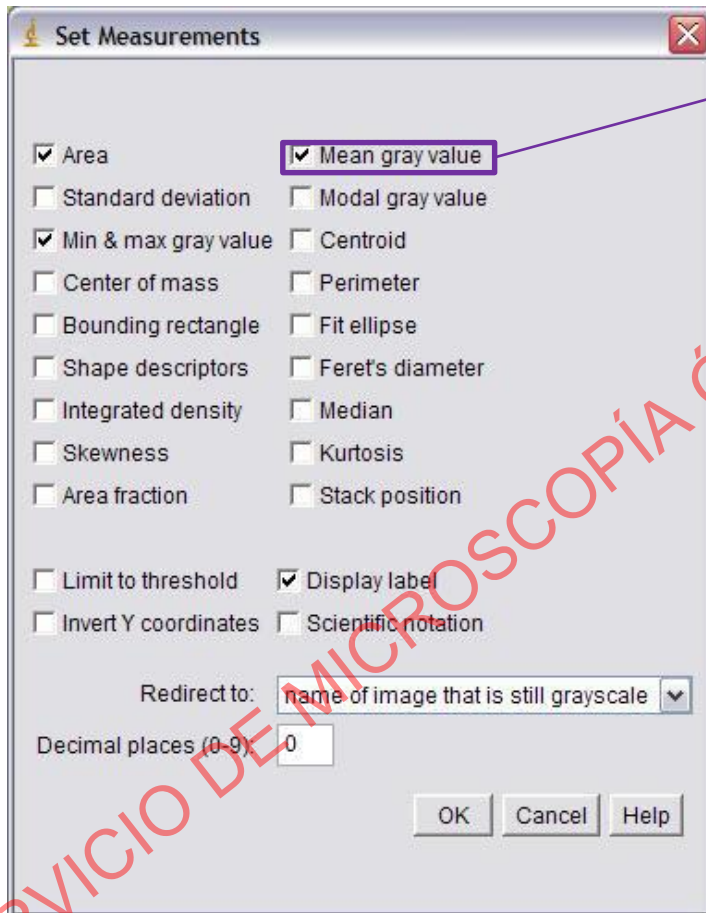 Set Measurements
Area
Mean gray value
Standard deviation
Modal gray value
Min & max gray value
Centroid
Center of mass
Perimeter
Bounding rectangle
Fit ellipse
Shape descriptors
Feret's diameter
Integrated density
Median
Skewness
Kurtosis
Area fraction
Stack position
Limit to threshold
Display label
Invert Y coordinates
Scientific notation
Redirect to: name of image that is still grayscale
Decimal places (0-9): 0
OK Cancel Help
DE MICROSCOPÍA